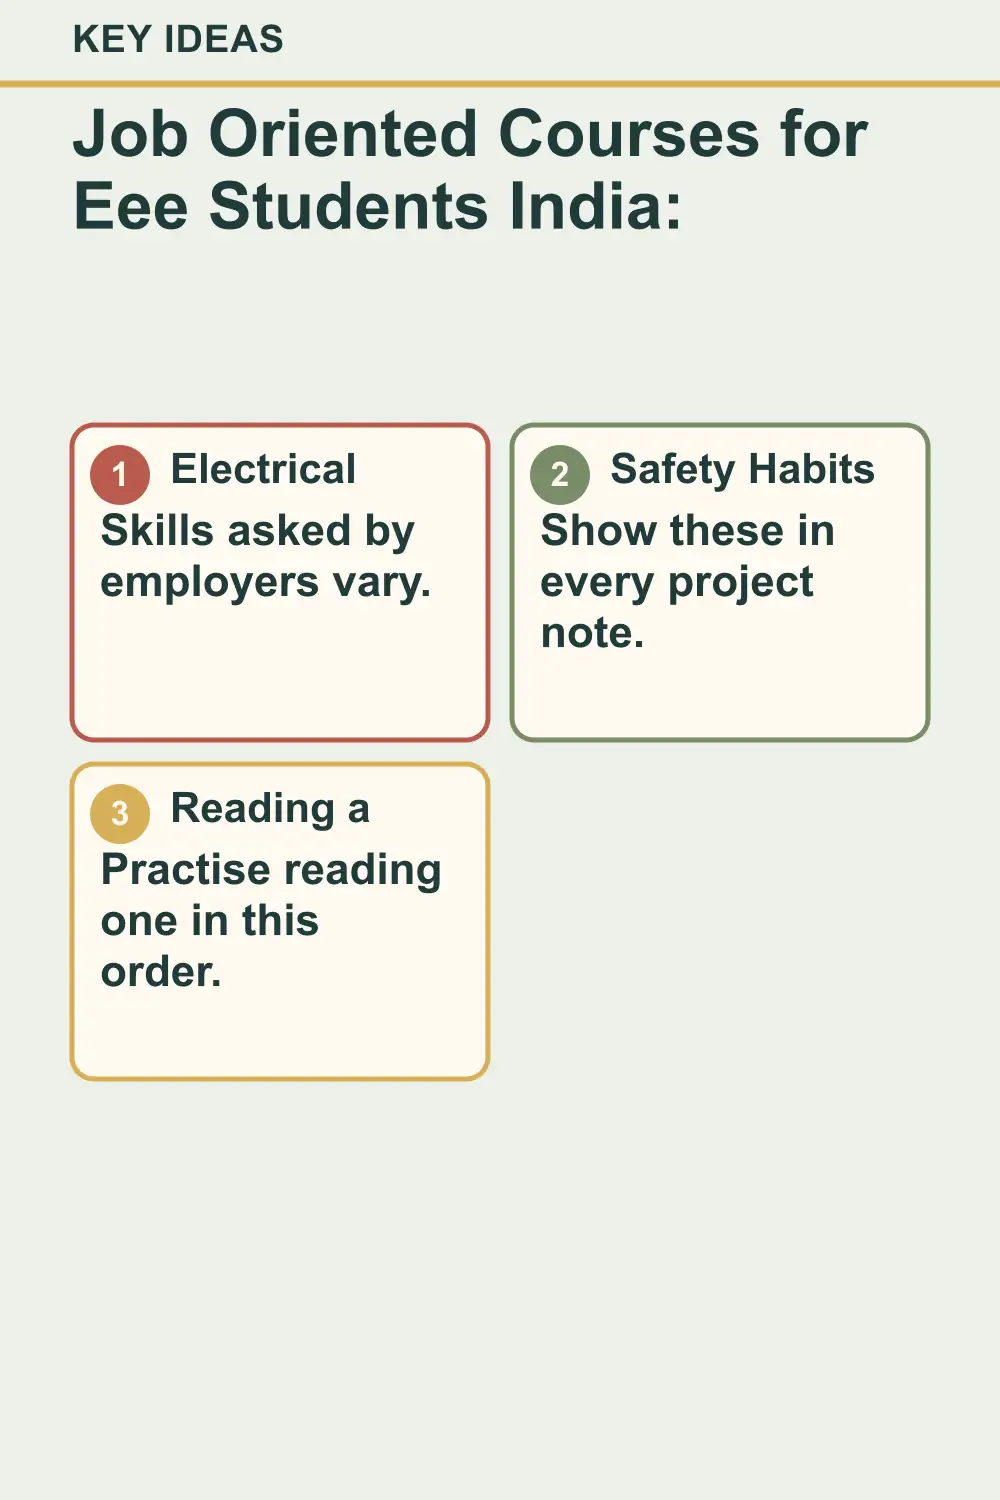 KEY IDEAS
Job Oriented Courses for
Eee Students India:
1 Electrical
Skills asked by
employers vary.
2 Safety Habits
Show these in
every project
note.
3 Reading a
Practise reading
one in this
order.